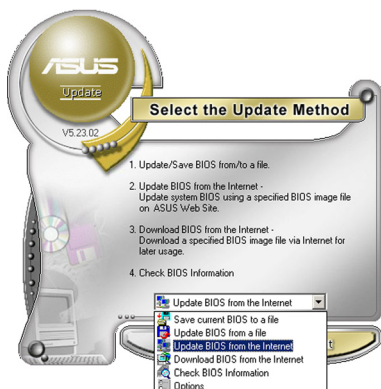 ASUS
Update
V5.23.02
Select the Update Method
1. Update/Save BIOS from/to a file.
2. Update BIOS from the Internet -
Update system BIOS using a specified BIOS image file
on ASUS Web Site.
3. Download BIOS from the Internet -
Download a specified BIOS image file via Internet for
later usage.
4. Check BIOS Information
Update BIOS from the Internet
Save current BIOS to a file
Update BIOS from a file
Update BIOS from the Internet
Download BIOS from the Internet
Check BIOS Information
Options